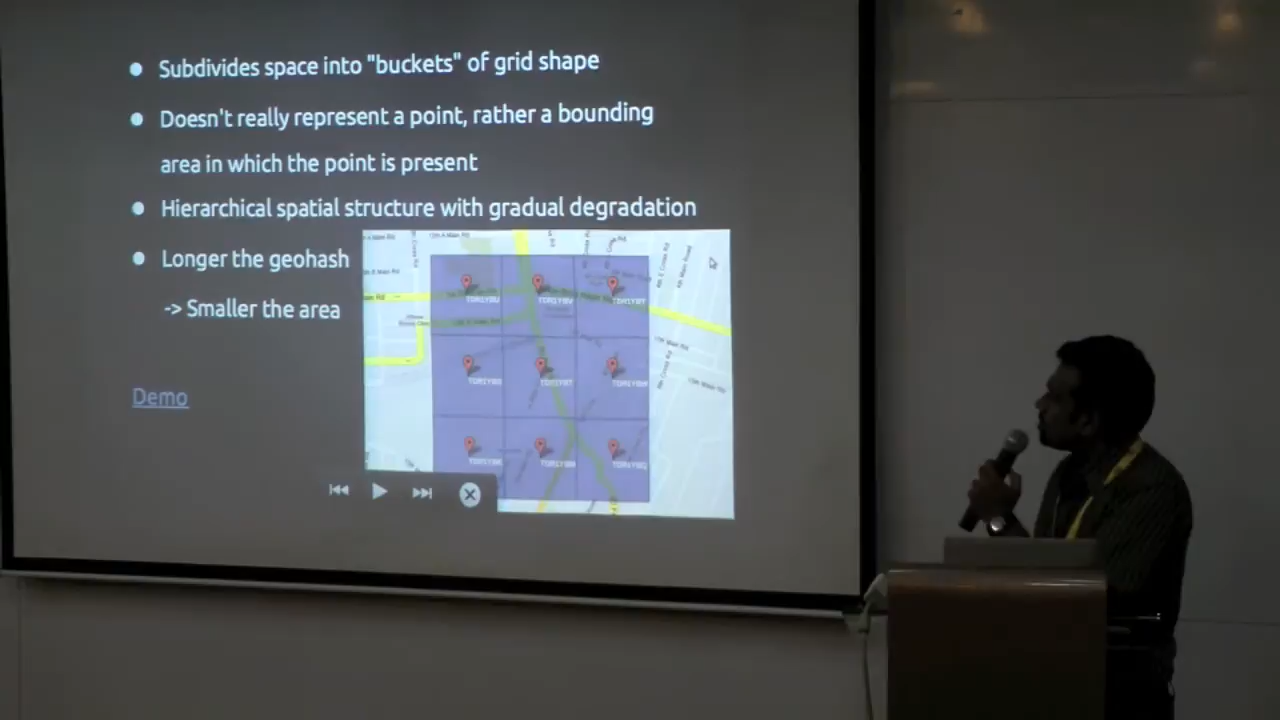 ● Subdivides space into "buckets" of grid shape
● Doesn't really represent a point, rather a bounding
area in which the point is present
● Hierarchical spatial structure with gradual degradation
● Longer the geohash
-> Smaller the area
Demo